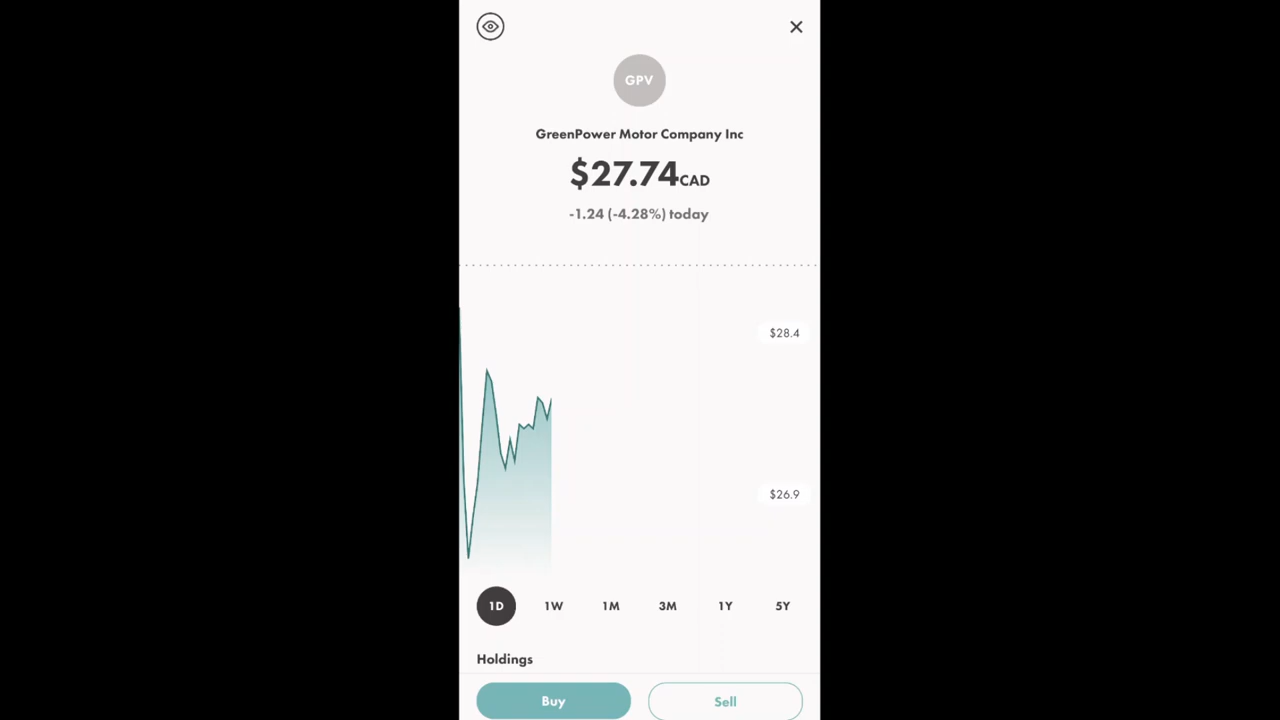 GPV
GreenPower Motor Company Inc
$27.74CAD
-1.24 (-4.28%) today
$28.4
$26.9
1D 1W 1M 3M 1Y 5Y
Holdings
Buy Sell